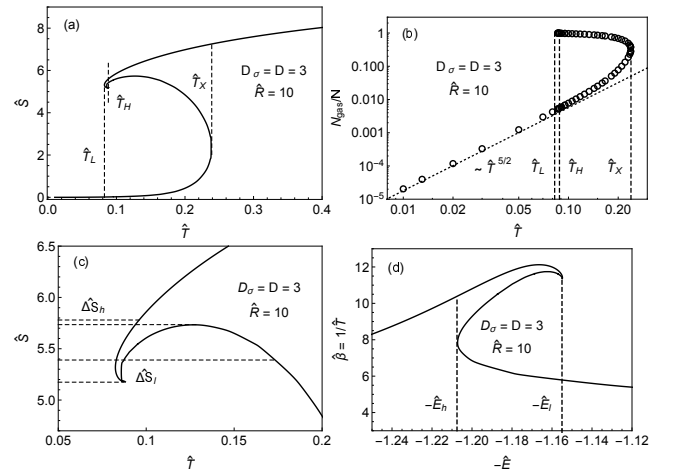 (a)
8
6
4
2
0
Ŝ
D_σ = D = 3
R̂ = 10
T̂_L
T̂_H
T̂_X
0.0 0.1 0.2 0.3 0.4
T̂
(b)
1
0.100
0.010
0.001
10⁻⁴
10⁻⁵
N_gas/N
D_σ = D = 3
R̂ = 10
~ T̂^5/2
T̂_L T̂_H T̂_X
0.01 0.02 0.05 0.10 0.20
T̂
(c)
6.5
6.0
5.5
5.0
Ŝ
D_σ = D = 3
R̂ = 10
ΔŜ_h
ΔŜ_l
0.05 0.1 0.15 0.2
T̂
(d)
12
10
8
6
4
β̂ = 1/T̂
D_σ = D = 3
R̂ = 10
-Ê_h -Ê_l
-1.24 -1.22 -1.20 -1.18 -1.16 -1.14 -1.12
-Ê